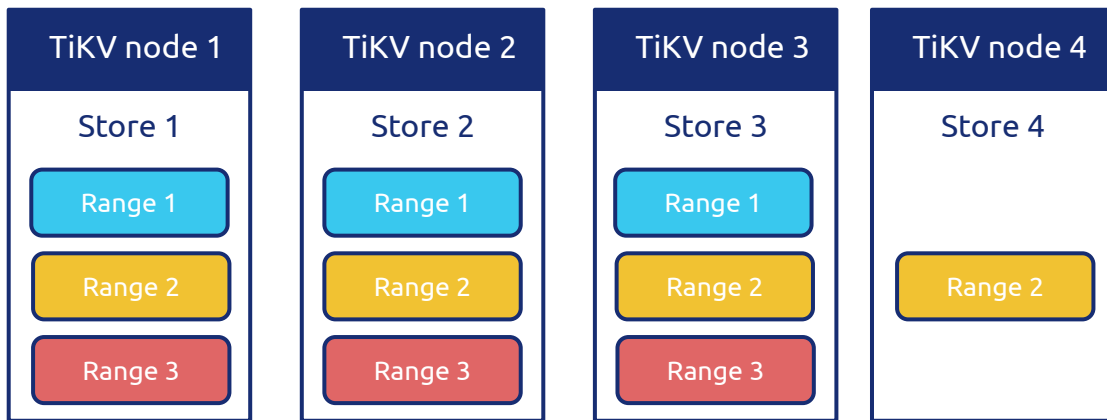 TiKV node 1
Store 1
Range 1
Range 2
Range 3
TiKV node 2
Store 2
Range 1
Range 2
Range 3
TiKV node 3
Store 3
Range 1
Range 2
Range 3
TiKV node 4
Store 4
Range 2